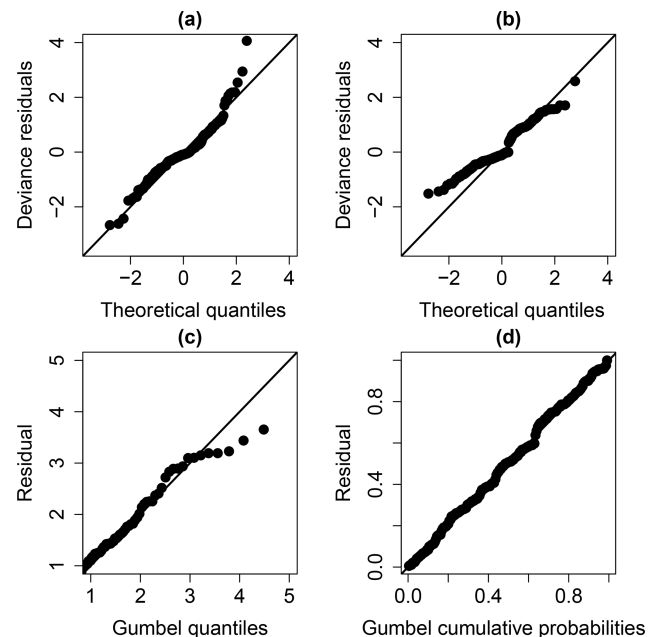 (a)
Deviance residuals
4
2
0
−2
−2 0 2 4
Theoretical quantiles
(b)
Deviance residuals
4
2
0
−2
−2 0 2 4
Theoretical quantiles
(c)
Residual
5
4
3
2
1
1 2 3 4 5
Gumbel quantiles
(d)
Residual
0.8
0.4
0.0
0.0 0.4 0.8
Gumbel cumulative probabilities